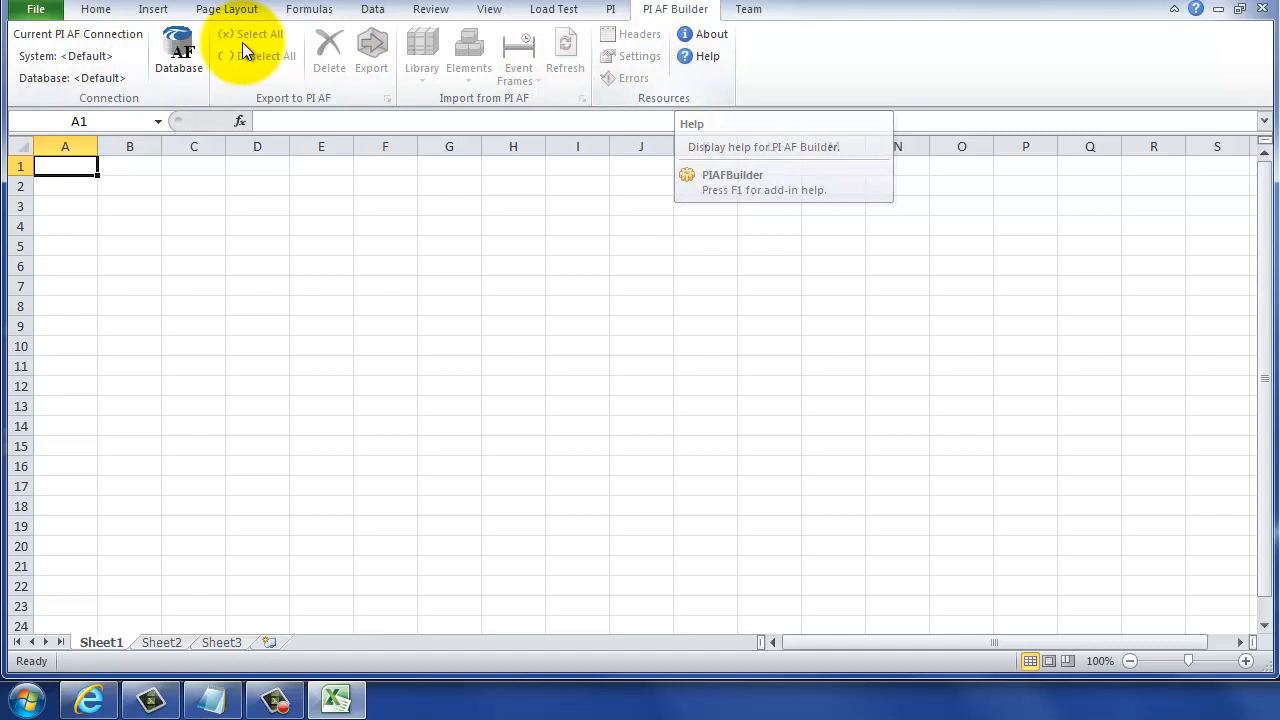 File Home Insert Page Layout Formulas Data Review View Load Test PI PI AF Builder Team
Current PI AF Connection
System: <Default>
Database: <Default>
Connection
AF
Database
(x) Select All
( ) Deselect All
Delete
Export
Export to PI AF
Library
Elements
Event
Frames
Refresh
Import from PI AF
Headers
Settings
Errors
About
Help
Resources
A1
fx
Help
Display help for PI AF Builder.
PIAFBuilder
Press F1 for add-in help.
A B C D E F G H I J N O P Q R S
1
2
3
4
5
6
7
8
9
10
11
12
13
14
15
16
17
18
19
20
21
22
23
24
Sheet1 Sheet2 Sheet3
Ready
100%